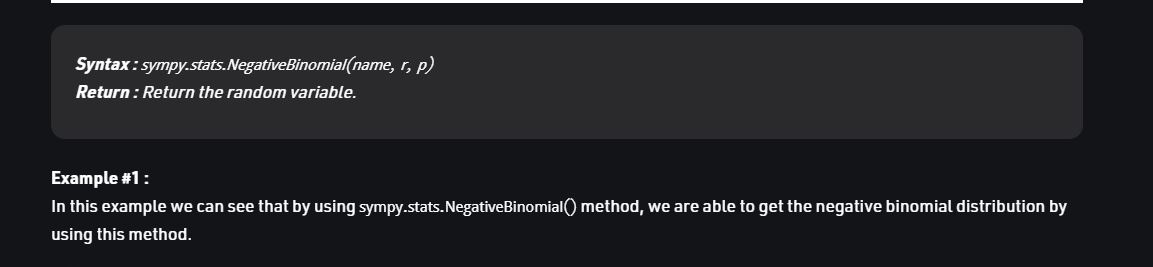 Syntax : sympy.stats.NegativeBinomial(name, r, p)
Return : Return the random variable.
Example #1 :
In this example we can see that by using sympy.stats.NegativeBinomial() method, we are able to get the negative binomial distribution by
using this method.